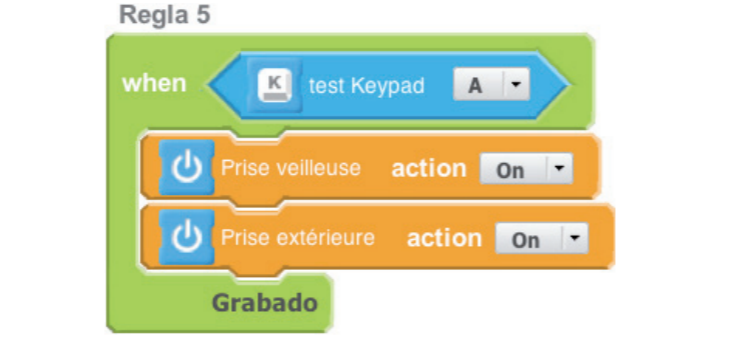 Regla 5
when K test Keypad A
Prise veilleuse action On
Prise extérieure action On
Grabado